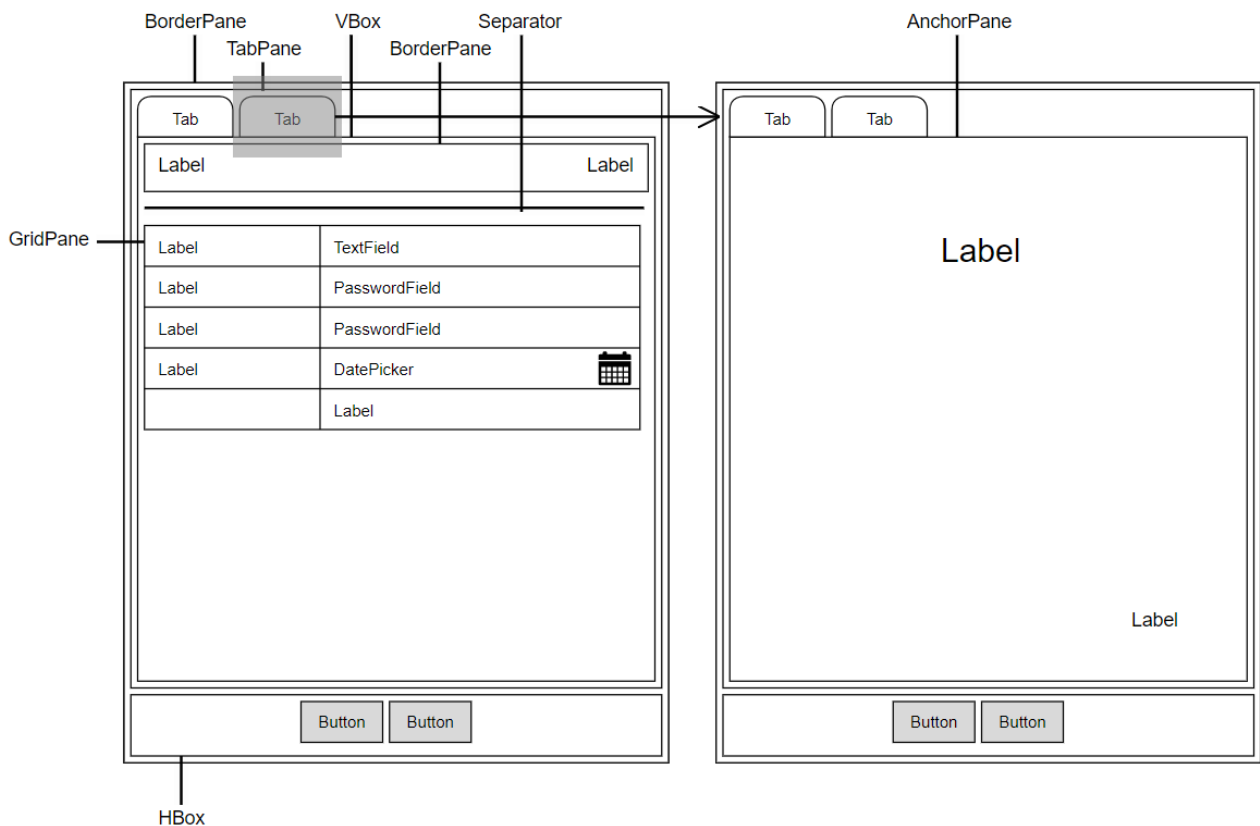 BorderPane VBox Separator AnchorPane
TabPane BorderPane
Tab Tab Tab Tab
Label Label
GridPane
Label TextField
Label
Label PasswordField
Label PasswordField
Label DatePicker
Label
Label
Button Button Button Button
HBox